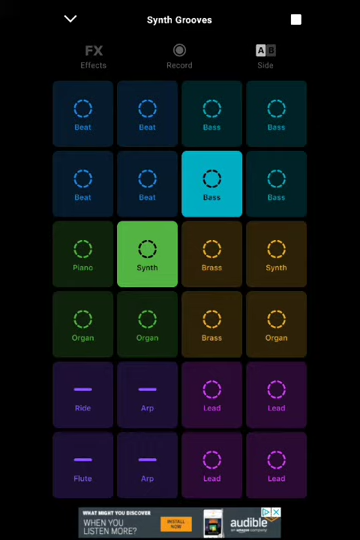 Synth Grooves
FX A B
Effects Record Side
Beat Beat Bass Bass
Beat Beat Bass Bass
Piano Synth Brass Synth
Organ Organ Brass Organ
Ride Arp Lead Lead
Flute Arp Lead Lead
WHAT MIGHT YOU DISCOVER
WHEN YOU
LISTEN MORE?
INSTALL
NOW
audible
an amazon company